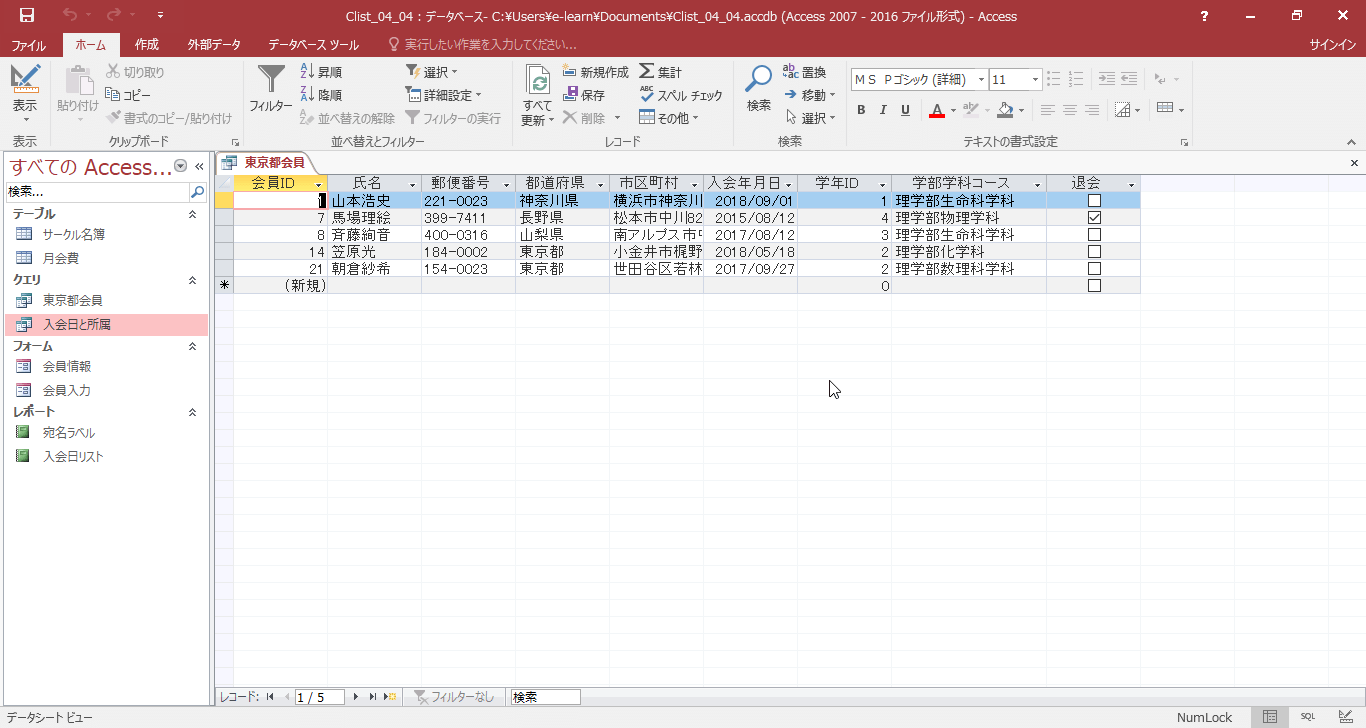 Clist_04_04 : データベース- C:¥Users¥e-learn¥Documents¥Clist_04_04.accdb (Access 2007 - 2016 ファイル形式) - Access
?
ファイル ホーム 作成 外部データ データベース ツール 実行したい作業を入力してください... サインイン
表示
表示
貼り付け
切り取り
コピー
書式のコピー/貼り付け
クリップボード
フィルター
昇順
降順
並べ替えの解除
選択
詳細設定
フィルターの実行
並べ替えとフィルター
すべて
更新
新規作成
保存
削除
集計
スペル チェック
その他
レコード
検索
置換
移動
選択
検索
ＭＳ Ｐゴシック (詳細) 11
B I U A
テキストの書式設定
すべての Access...
検索...
テーブル
サークル名簿
月会費
クエリ
東京都会員
入会日と所属
フォーム
会員情報
会員入力
レポート
宛名ラベル
入会日リスト
東京都会員
会員ID 氏名 郵便番号 都道府県 市区町村 入会年月日 学年ID 学部学科コース 退会
1 山本浩史 221-0023 神奈川県 横浜市神奈川 2018/09/01 1 理学部生命科学科
7 馬場理絵 399-7411 長野県 松本市中川82 2015/08/12 4 理学部物理学科
8 斉藤絢音 400-0316 山梨県 南アルプス市 2017/08/12 3 理学部生命科学科
14 笠原光 184-0002 東京都 小金井市梶野 2018/05/18 2 理学部化学科
21 朝倉紗希 154-0023 東京都 世田谷区若林 2017/09/27 2 理学部数理科学科
* (新規) 0
レコード: 1 / 5 フィルターなし 検索
データシート ビュー NumLock SQL